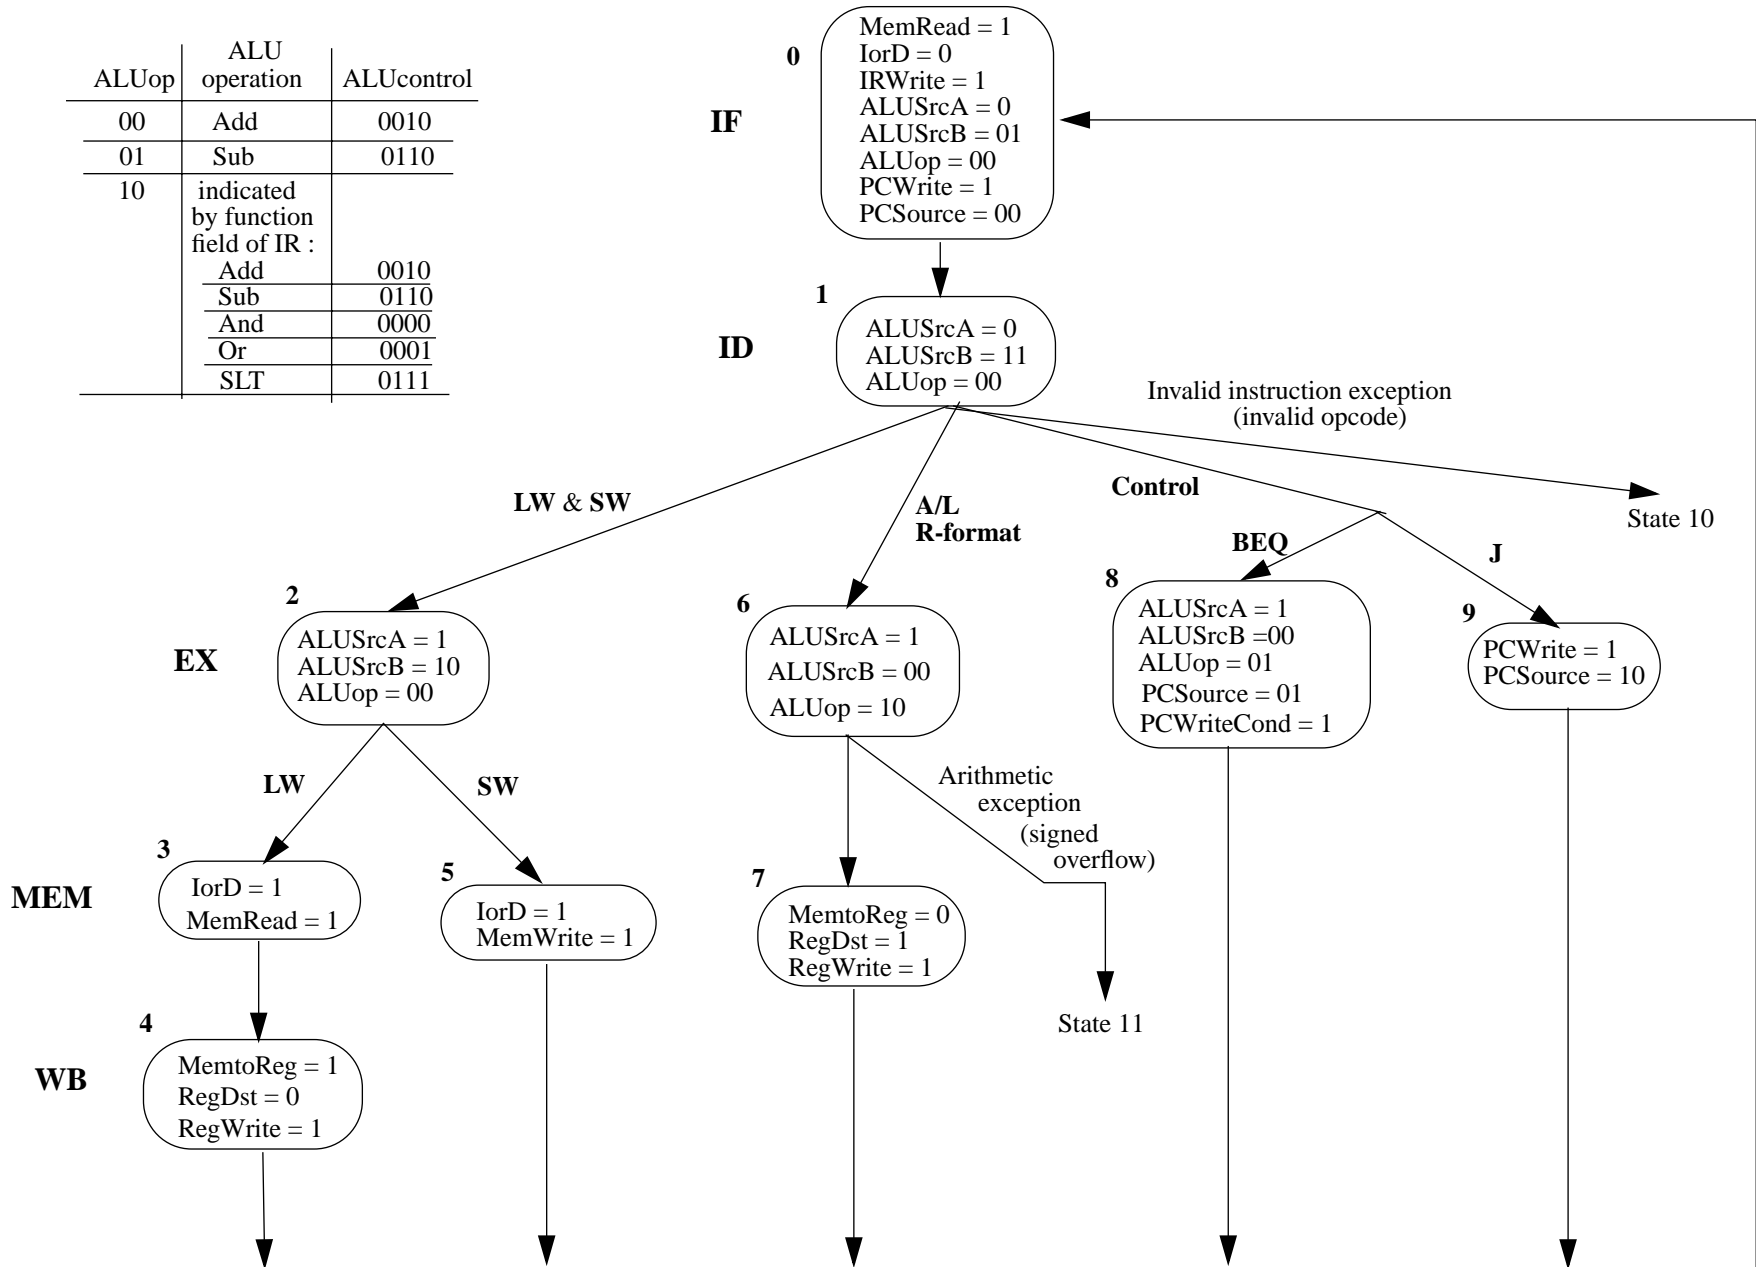 ALU
ALUop operation ALUcontrol
00 Add 0010
01 Sub 0110
10 indicated
by function
field of IR :
Add 0010
Sub 0110
And 0000
Or 0001
SLT 0111
0
IF
MemRead = 1
IorD = 0
IRWrite = 1
ALUSrcA = 0
ALUSrcB = 01
ALUop = 00
PCWrite = 1
PCSource = 00
1
ID
ALUSrcA = 0
ALUSrcB = 11
ALUop = 00
Invalid instruction exception
(invalid opcode)
State 10
LW & SW
A/L
R-format
Control
BEQ
J
2
EX
ALUSrcA = 1
ALUSrcB = 10
ALUop = 00
6
ALUSrcA = 1
ALUSrcB = 00
ALUop = 10
8
ALUSrcA = 1
ALUSrcB =00
ALUop = 01
PCSource = 01
PCWriteCond = 1
9
PCWrite = 1
PCSource = 10
LW
SW
Arithmetic
exception
(signed
overflow)
State 11
3
MEM
IorD = 1
MemRead = 1
5
IorD = 1
MemWrite = 1
7
MemtoReg = 0
RegDst = 1
RegWrite = 1
4
WB
MemtoReg = 1
RegDst = 0
RegWrite = 1